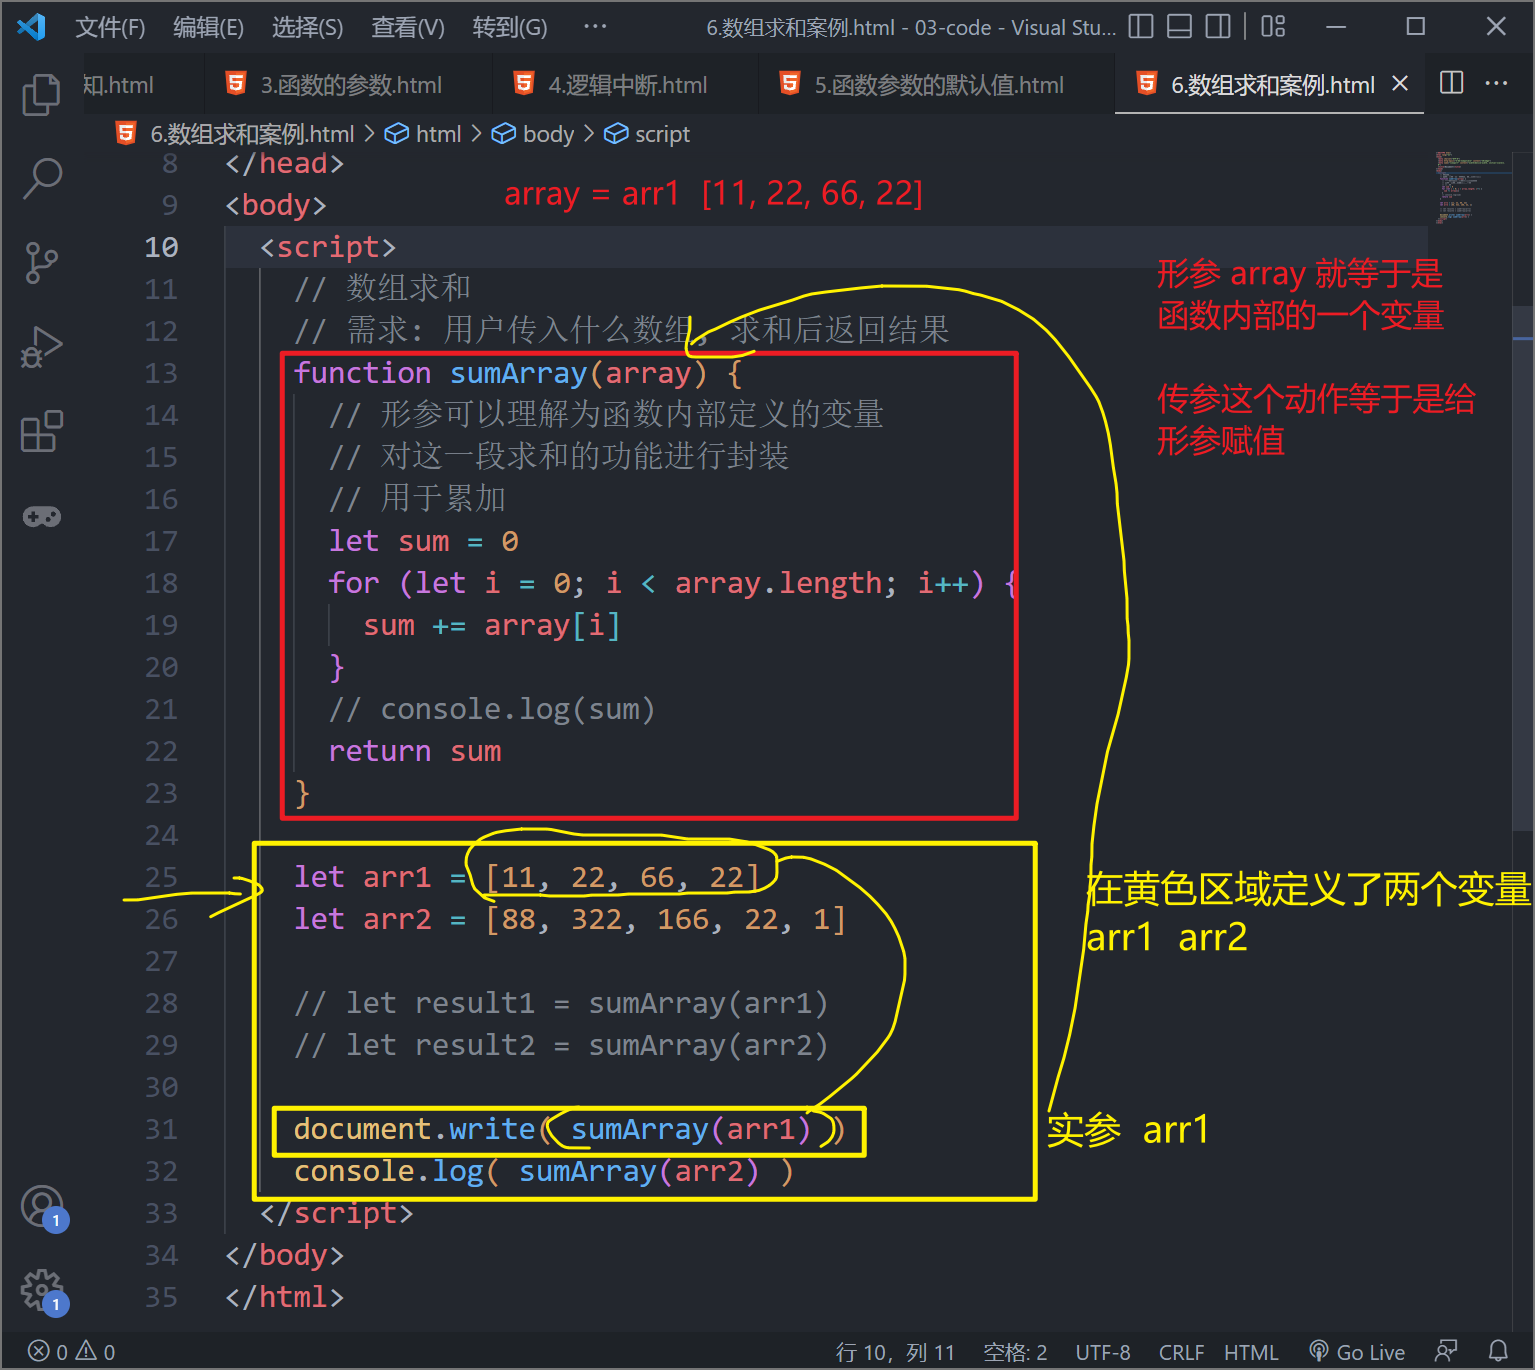 文件(F) 编辑(E) 选择(S) 查看(V) 转到(G) ··· 6.数组求和案例.html - 03-code - Visual Stu...
知.html 3.函数的参数.html 4.逻辑中断.html 5.函数参数的默认值.html 6.数组求和案例.html
6.数组求和案例.html > html > body > script
8 </head>
array = arr1 [11, 22, 66, 22]
9 <body>
10 <script>
形参 array 就等于是
函数内部的一个变量
11 // 数组求和
12 // 需求: 用户传入什么数组, 求和后返回结果
13 function sumArray(array) {
传参这个动作等于是给
形参赋值
14 // 形参可以理解为函数内部定义的变量
15 // 对这一段求和的功能进行封装
16 // 用于累加
17 let sum = 0
18 for (let i = 0; i < array.length; i++) {
19 sum += array[i]
20 }
21 // console.log(sum)
22 return sum
23 }
24
25 let arr1 = [11, 22, 66, 22]
26 let arr2 = [88, 322, 166, 22, 1]
在黄色区域定义了两个变量
arr1 arr2
27
28 // let result1 = sumArray(arr1)
29 // let result2 = sumArray(arr2)
30
31 document.write( sumArray(arr1) )
实参 arr1
32 console.log( sumArray(arr2) )
33 </script>
34 </body>
35 </html>
1
1
0 0 行 10, 列 11 空格: 2 UTF-8 CRLF HTML Go Live